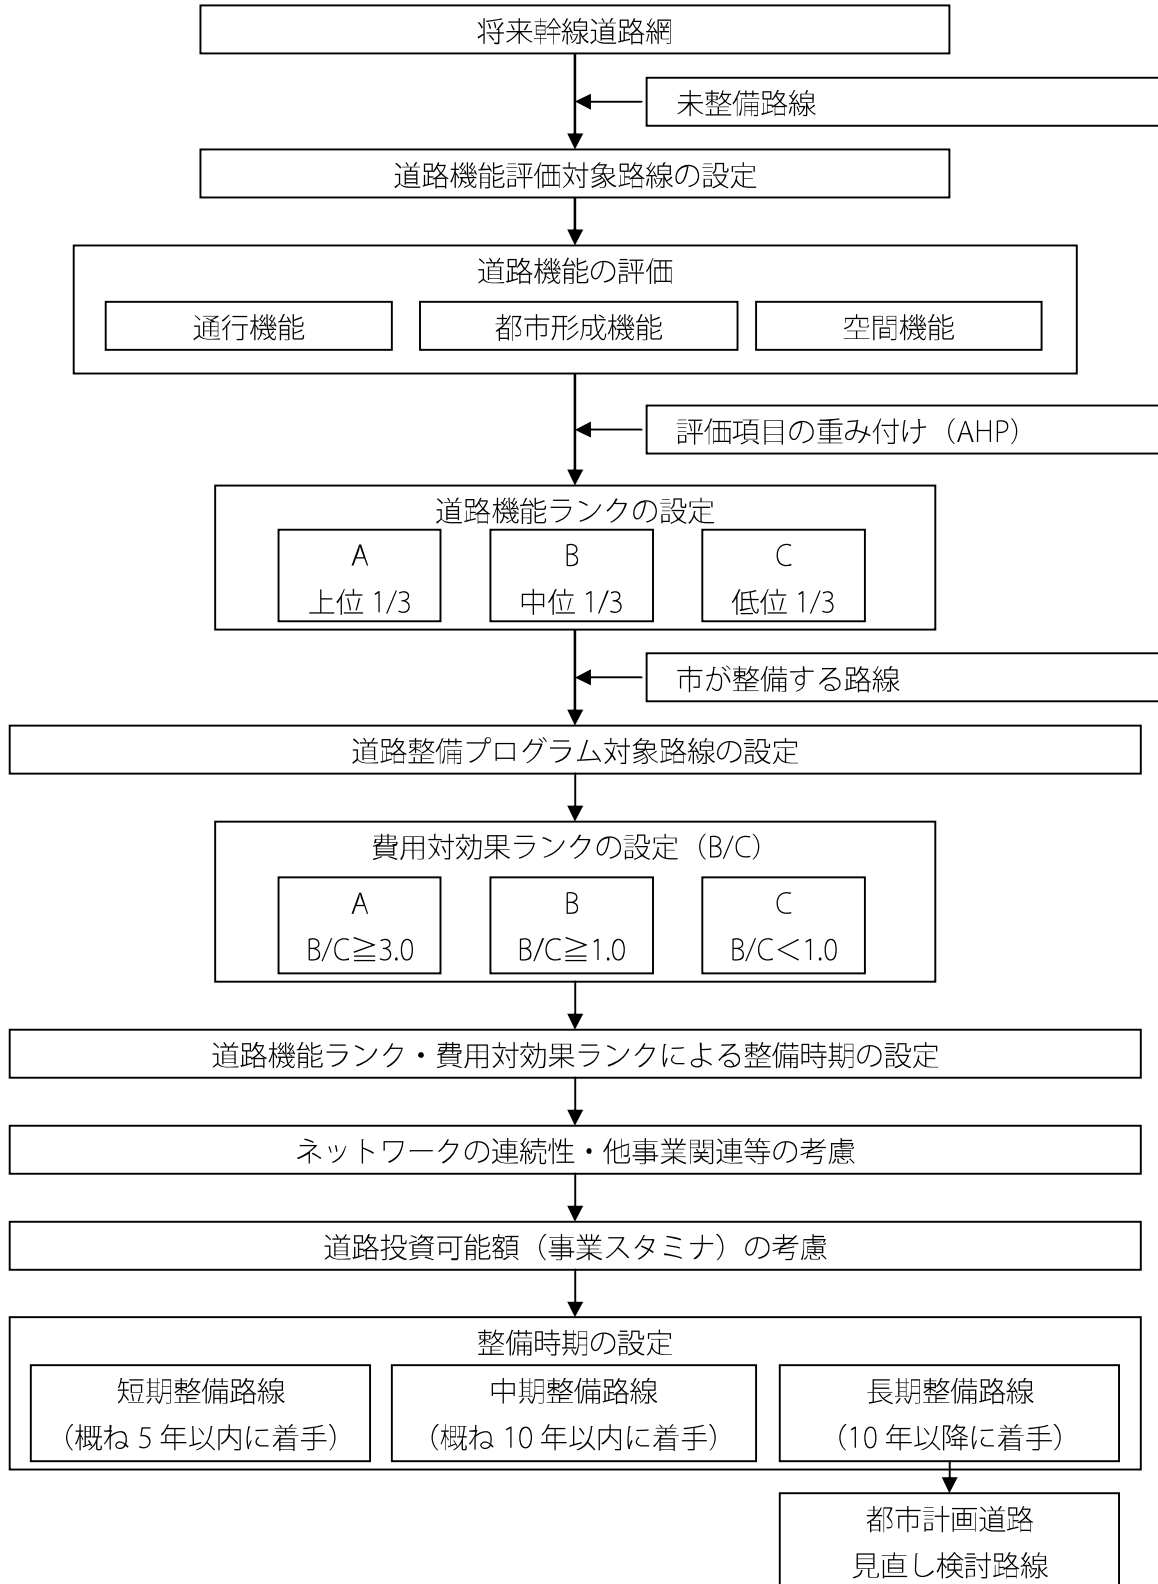 将来幹線道路網
未整備路線
道路機能評価対象路線の設定
道路機能の評価
通行機能
都市形成機能
空間機能
評価項目の重み付け（AHP）
道路機能ランクの設定
A
上位 1/3
B
中位 1/3
C
低位 1/3
市が整備する路線
道路整備プログラム対象路線の設定
費用対効果ランクの設定（B/C）
A
B/C≧3.0
B
B/C≧1.0
C
B/C＜1.0
道路機能ランク・費用対効果ランクによる整備時期の設定
ネットワークの連続性・他事業関連等の考慮
道路投資可能額（事業スタミナ）の考慮
整備時期の設定
短期整備路線
（概ね 5 年以内に着手）
中期整備路線
（概ね 10 年以内に着手）
長期整備路線
（10 年以降に着手）
都市計画道路
見直し検討路線